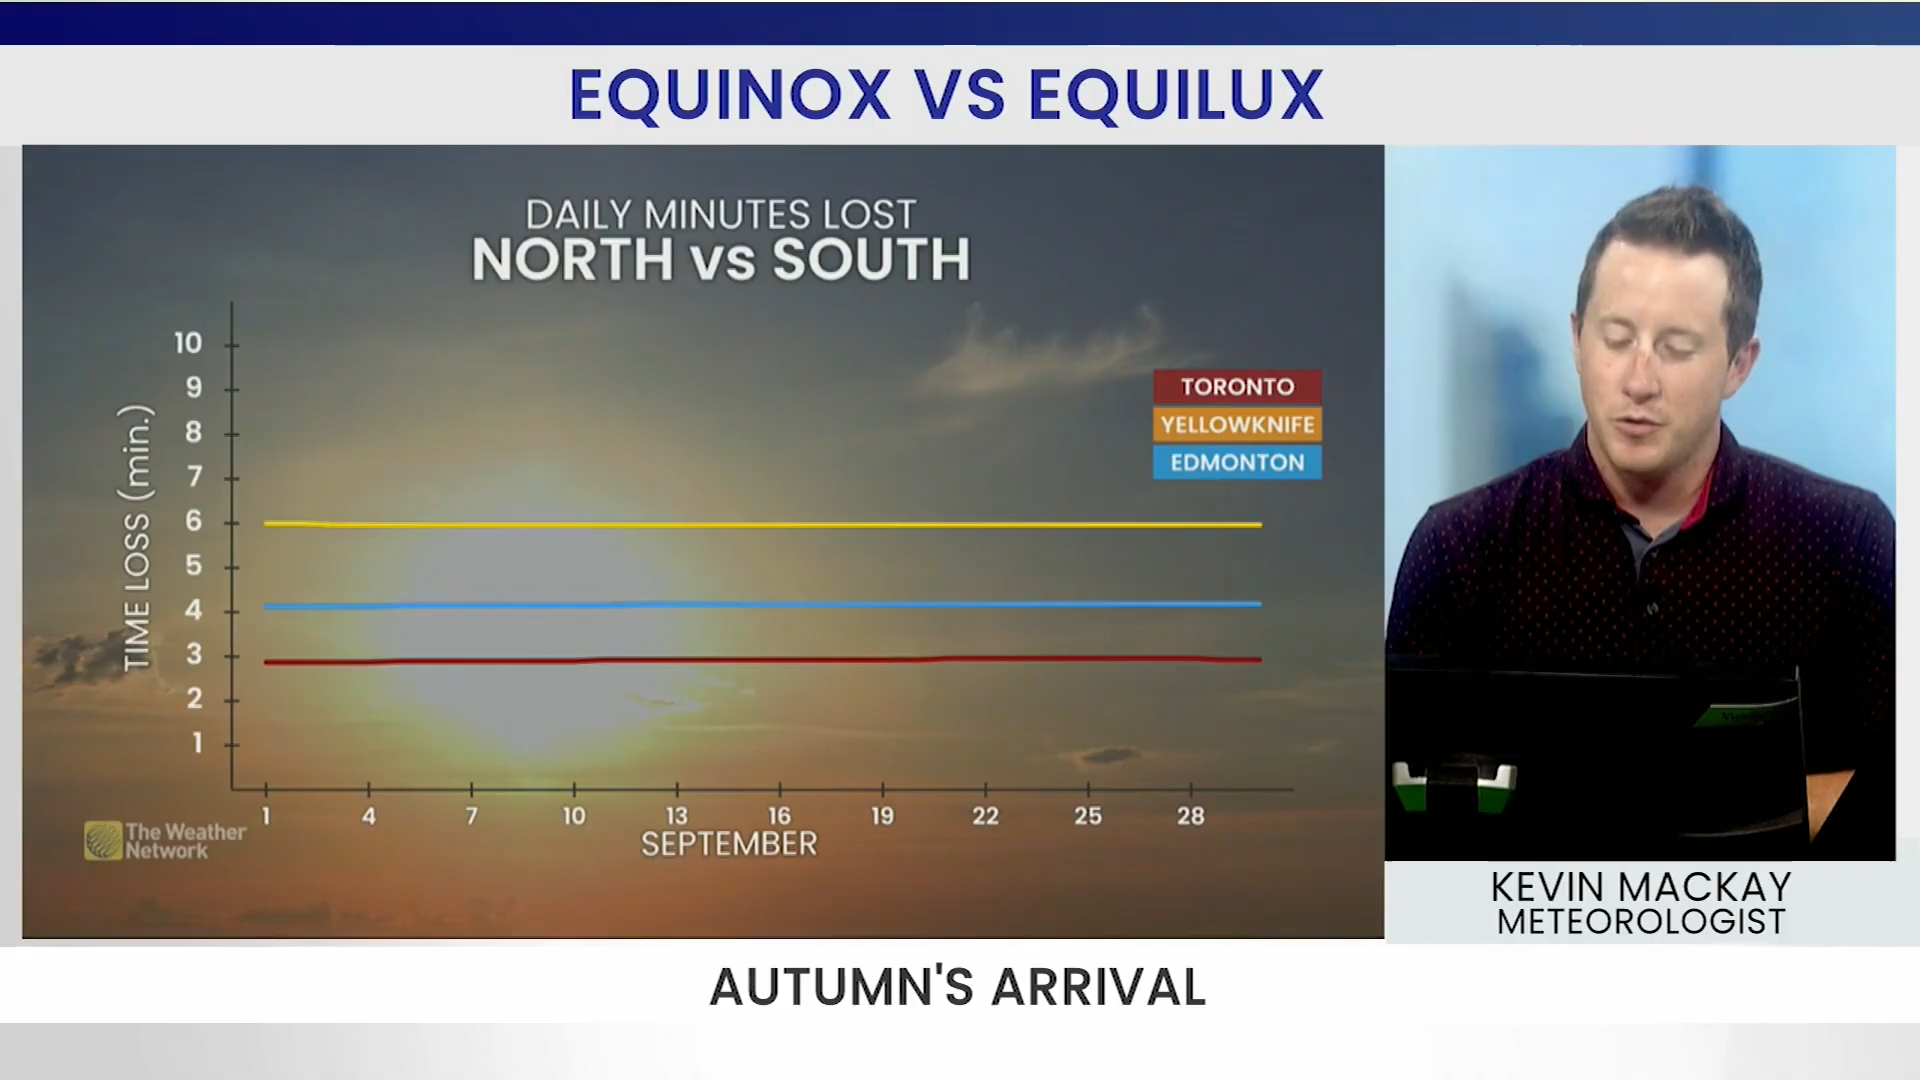 EQUINOX VS EQUILUX
DAILY MINUTES LOST
NORTH vs SOUTH
10
9
8
7
6
5
4
3
2
1
TIME LOSS (min.)
TORONTO
YELLOWKNIFE
EDMONTON
1 4 7 10 13 16 19 22 25 28
SEPTEMBER
The Weather
Network
KEVIN MACKAY
METEOROLOGIST
AUTUMN'S ARRIVAL